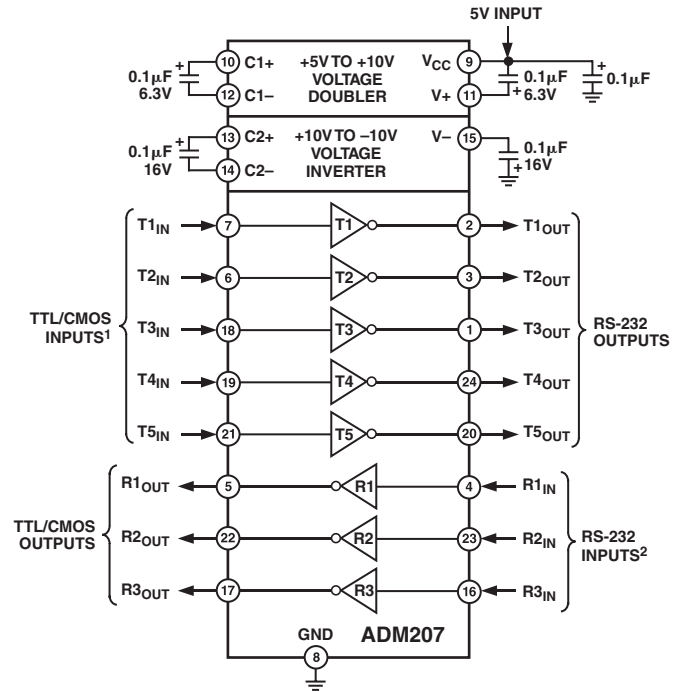 5V INPUT
10 C1+ +5V TO +10V VCC 9
0.1μF + VOLTAGE + 0.1μF + 0.1μF
6.3V 12 C1– DOUBLER V+ 11 6.3V
13 C2+ +10V TO –10V V– 15
0.1μF + VOLTAGE 0.1μF
16V 14 C2– INVERTER + 16V
T1IN 7 T1 2 T1OUT
T2IN 6 T2 3 T2OUT
TTL/CMOS
INPUTS1
T3IN 18 T3 1 T3OUT
RS-232
OUTPUTS
T4IN 19 T4 24 T4OUT
T5IN 21 T5 20 T5OUT
R1OUT 5 R1 4 R1IN
TTL/CMOS
OUTPUTS
R2OUT 22 R2 23 R2IN
RS-232
INPUTS2
R3OUT 17 R3 16 R3IN
GND ADM207
8